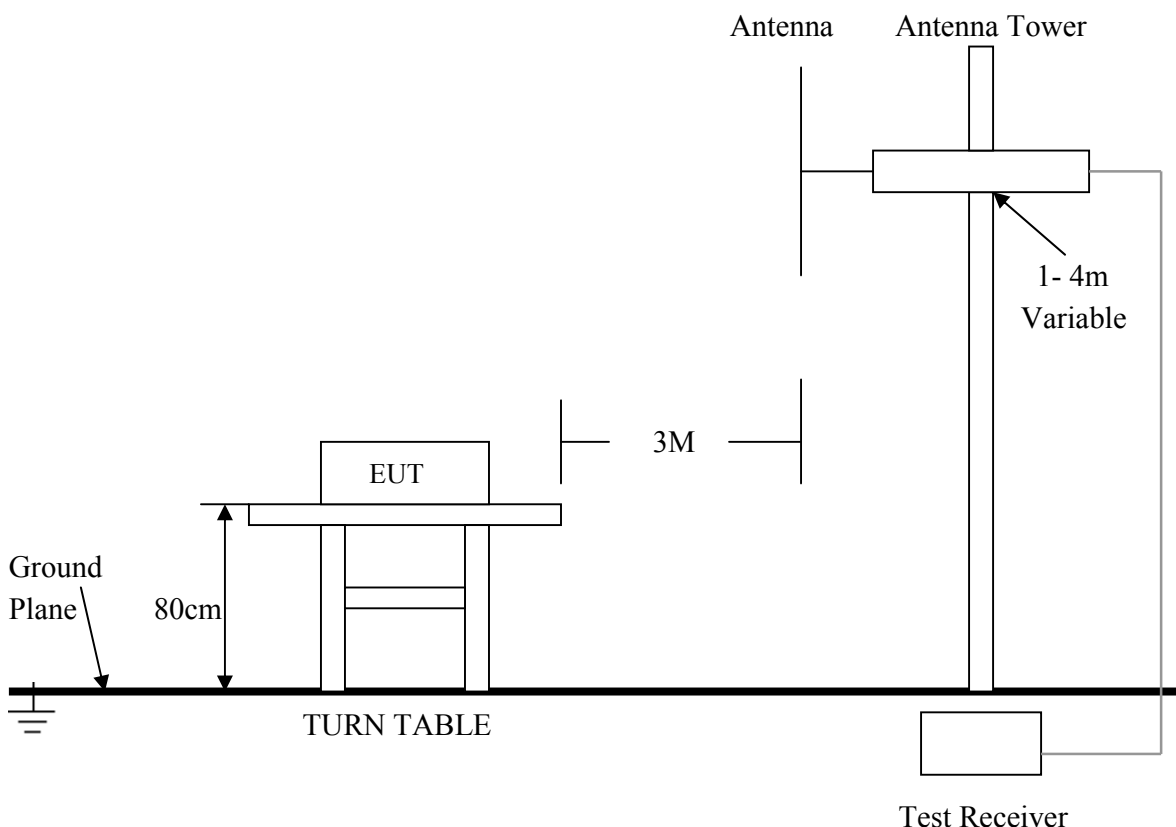 Antenna
Antenna Tower
1- 4m
Variable
3M
EUT
Ground
Plane
80cm
TURN TABLE
Test Receiver